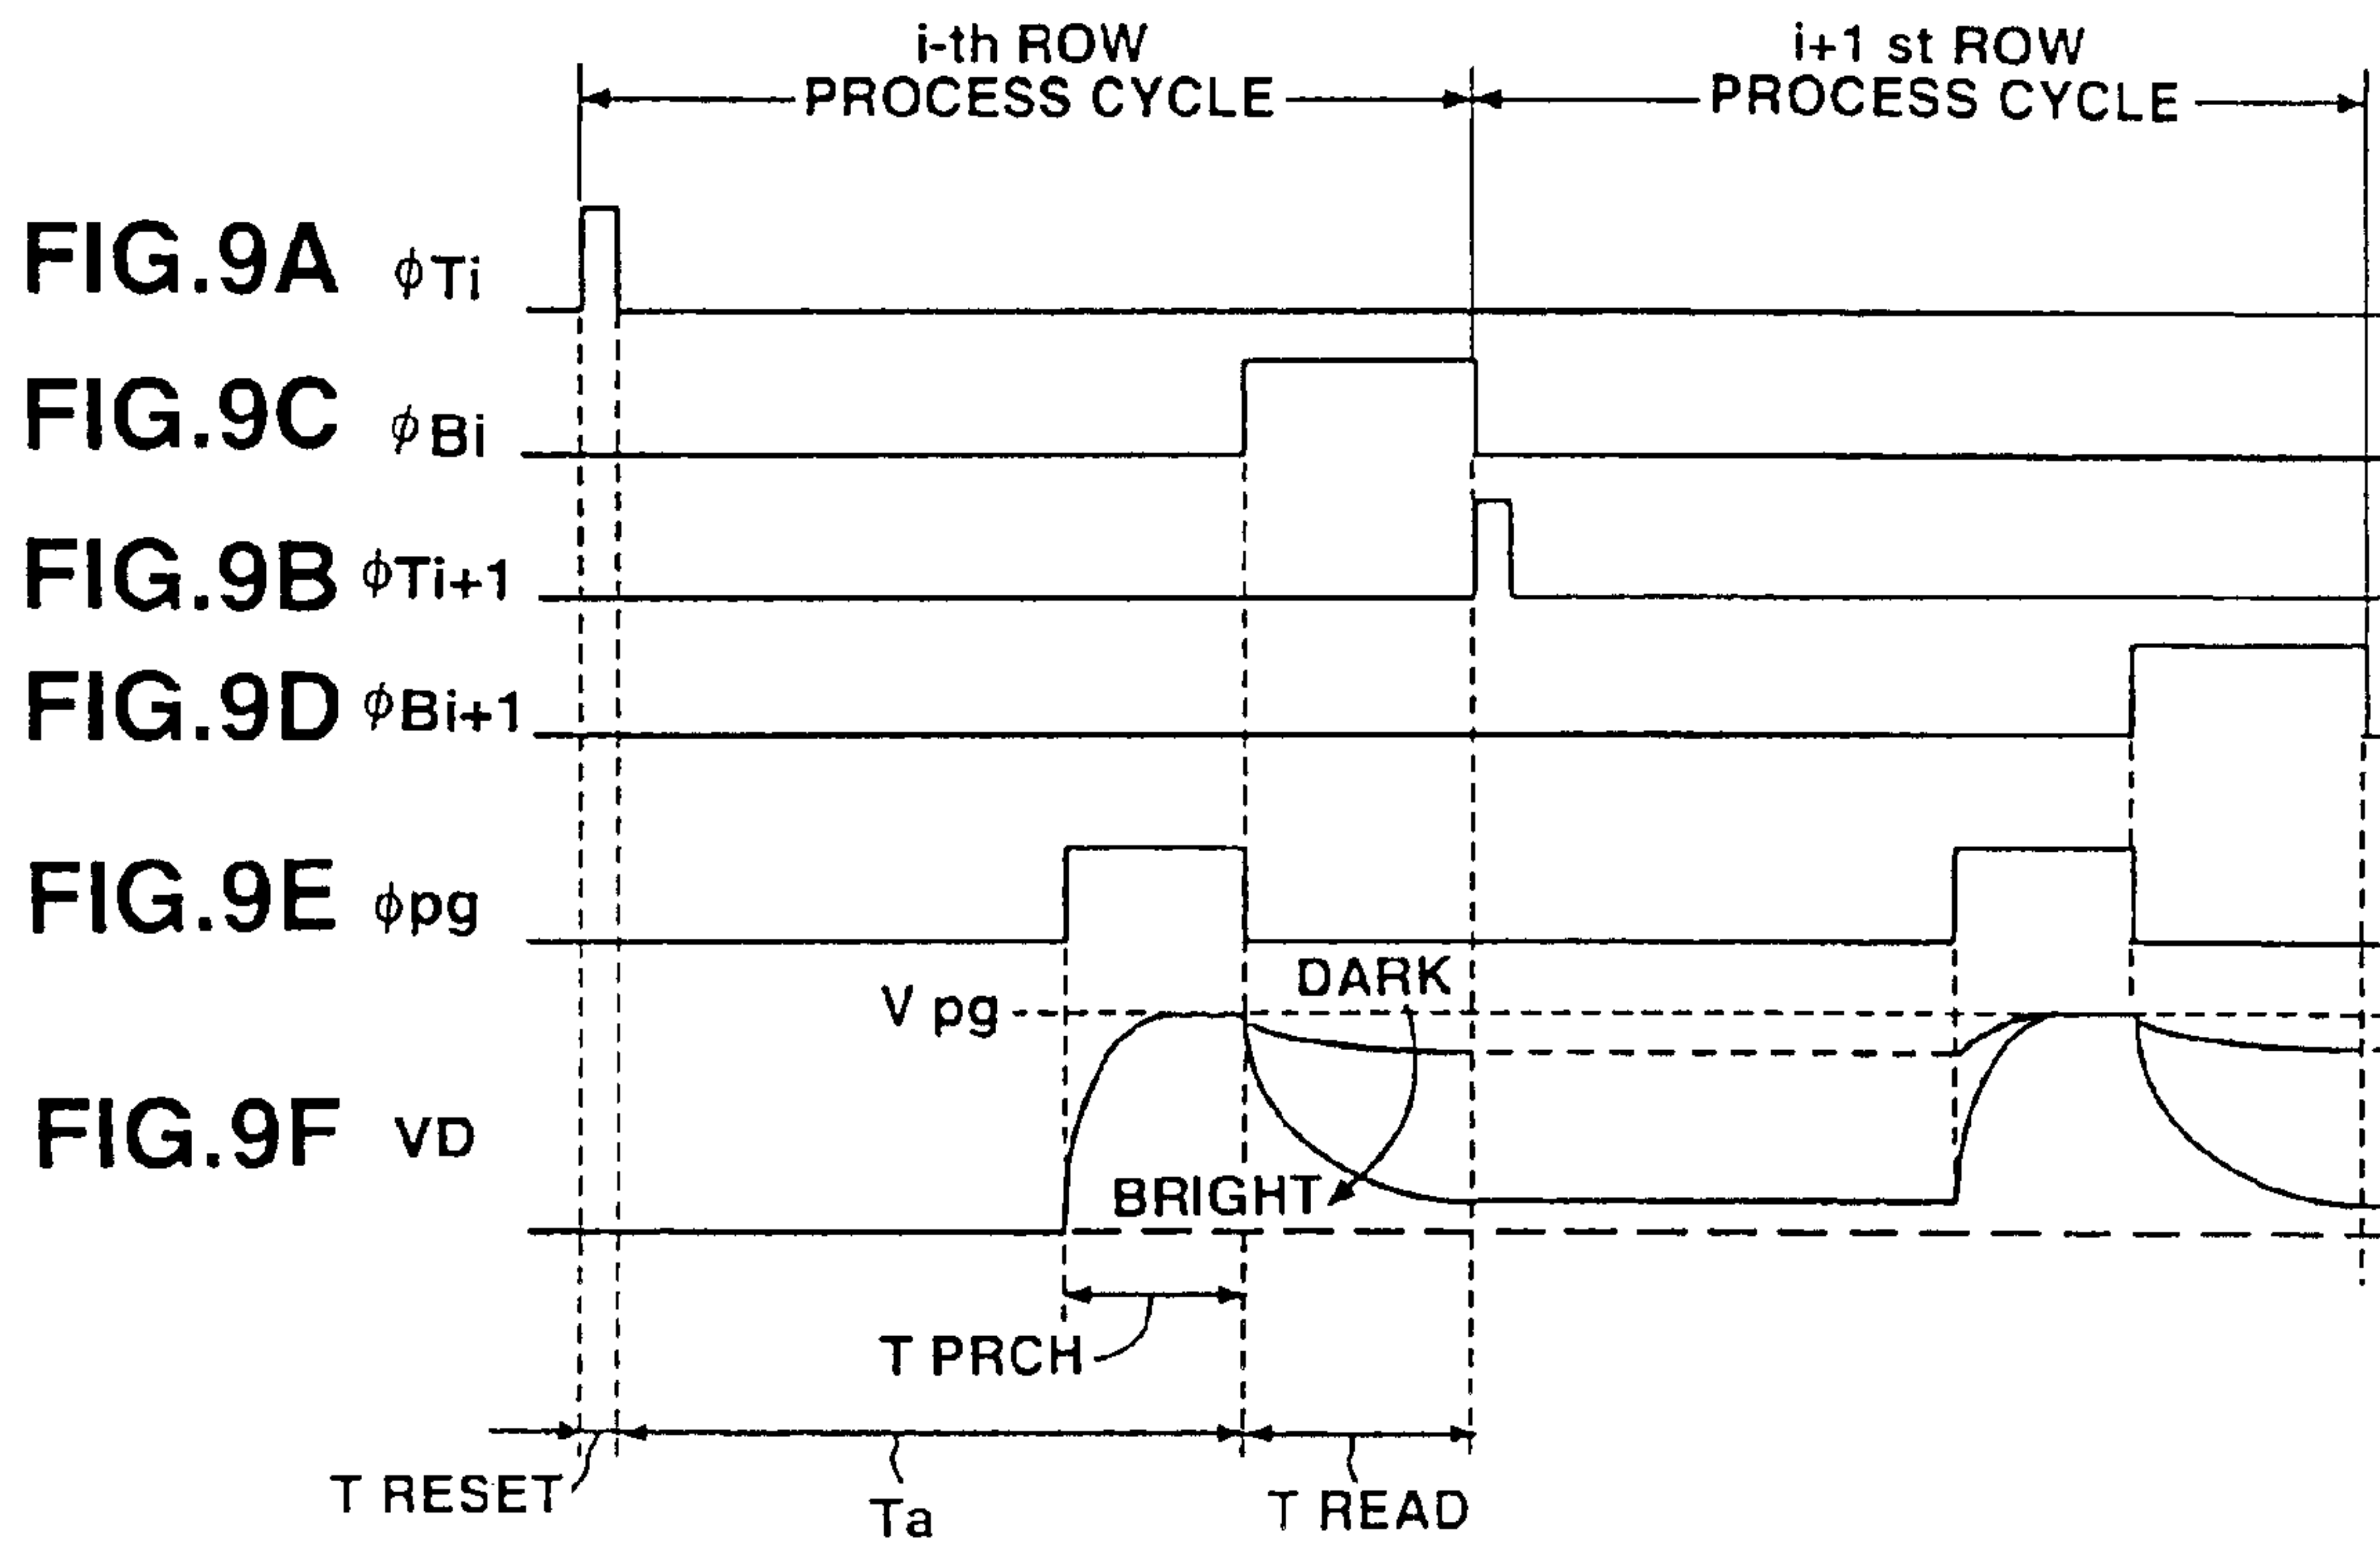 i-th ROW
PROCESS CYCLE
i+1 st ROW
PROCESS CYCLE
FIG.9A ϕTi
FIG.9C ϕBi
FIG.9B ϕTi+1
FIG.9D ϕBi+1
FIG.9E ϕpg
V pg
DARK
FIG.9F VD
BRIGHT
T PRCH
T RESET
Ta
T READ